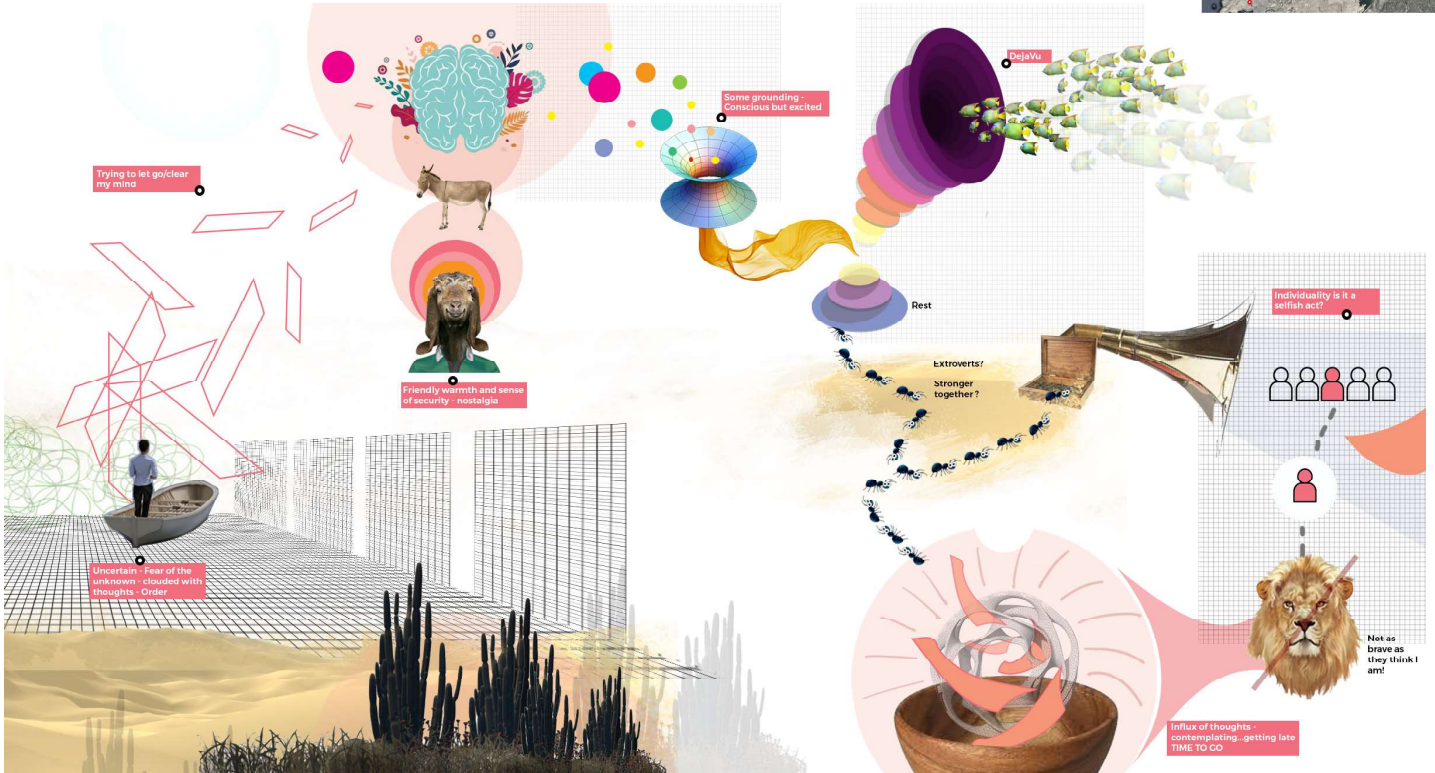 DejaVu
Some grounding -
Conscious but excited
Trying to let go/clear
my mind
Individuality is it a
selfish act?
Rest
Extroverts?
Stronger
together?
Friendly warmth and sense
of security - nostalgia
Uncertain - Fear of the
unknown - clouded with
thoughts - Order
Not as
brave as
they think I
am!
Influx of thoughts -
contemplating...getting late
TIME TO GO